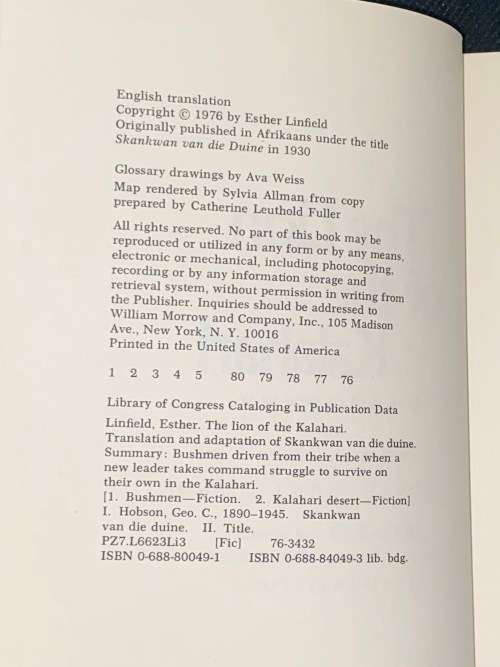 English translation
Copyright © 1976 by Esther Linfield
Originally published in Afrikaans under the title
Skankwan van die Duine in 1930
Glossary drawings by Ava Weiss
Map rendered by Sylvia Allman from copy
prepared by Catherine Leuthold Fuller
All rights reserved. No part of this book may be
reproduced or utilized in any form or by any means,
electronic or mechanical, including photocopying,
recording or by any information storage and
retrieval system, without permission in writing from
the Publisher. Inquiries should be addressed to
William Morrow and Company, Inc., 105 Madison
Ave., New York, N. Y. 10016
Printed in the United States of America
1 2 3 4 5 80 79 78 77 76
Library of Congress Cataloging in Publication Data
Linfield, Esther. The lion of the Kalahari.
Translation and adaptation of Skankwan van die duine.
Summary: Bushmen driven from their tribe when a
new leader takes command struggle to survive on
their own in the Kalahari.
[1. Bushmen—Fiction. 2. Kalahari desert—Fiction]
I. Hobson, Geo. C., 1890–1945. Skankwan
van die duine. II. Title.
PZ7.L6623Li3 [Fic] 76-3432
ISBN 0-688-80049-1 ISBN 0-688-84049-3 lib. bdg.